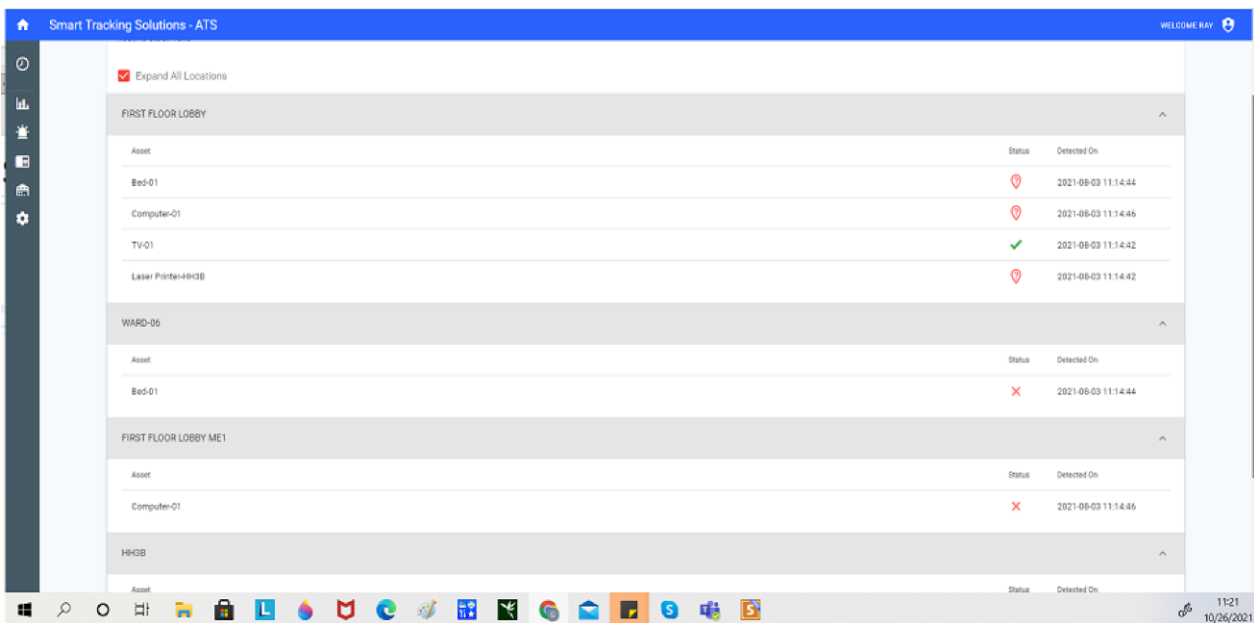 Smart Tracking Solutions - ATS
WELCOME RAY
Expand All Locations
FIRST FLOOR LOBBY
Asset Status Detected On
Bed-01 2021-08-03 11:14:44
Computer-01 2021-08-03 11:14:46
TV-01 2021-08-03 11:14:42
Laser Printer-HH3B 2021-08-03 11:14:42
WARD-06
Asset Status Detected On
Bed-01 2021-08-03 11:14:44
FIRST FLOOR LOBBY ME1
Asset Status Detected On
Computer-01 2021-08-03 11:14:46
HH3B
Asset Status Detected On
11:21
10/26/2021